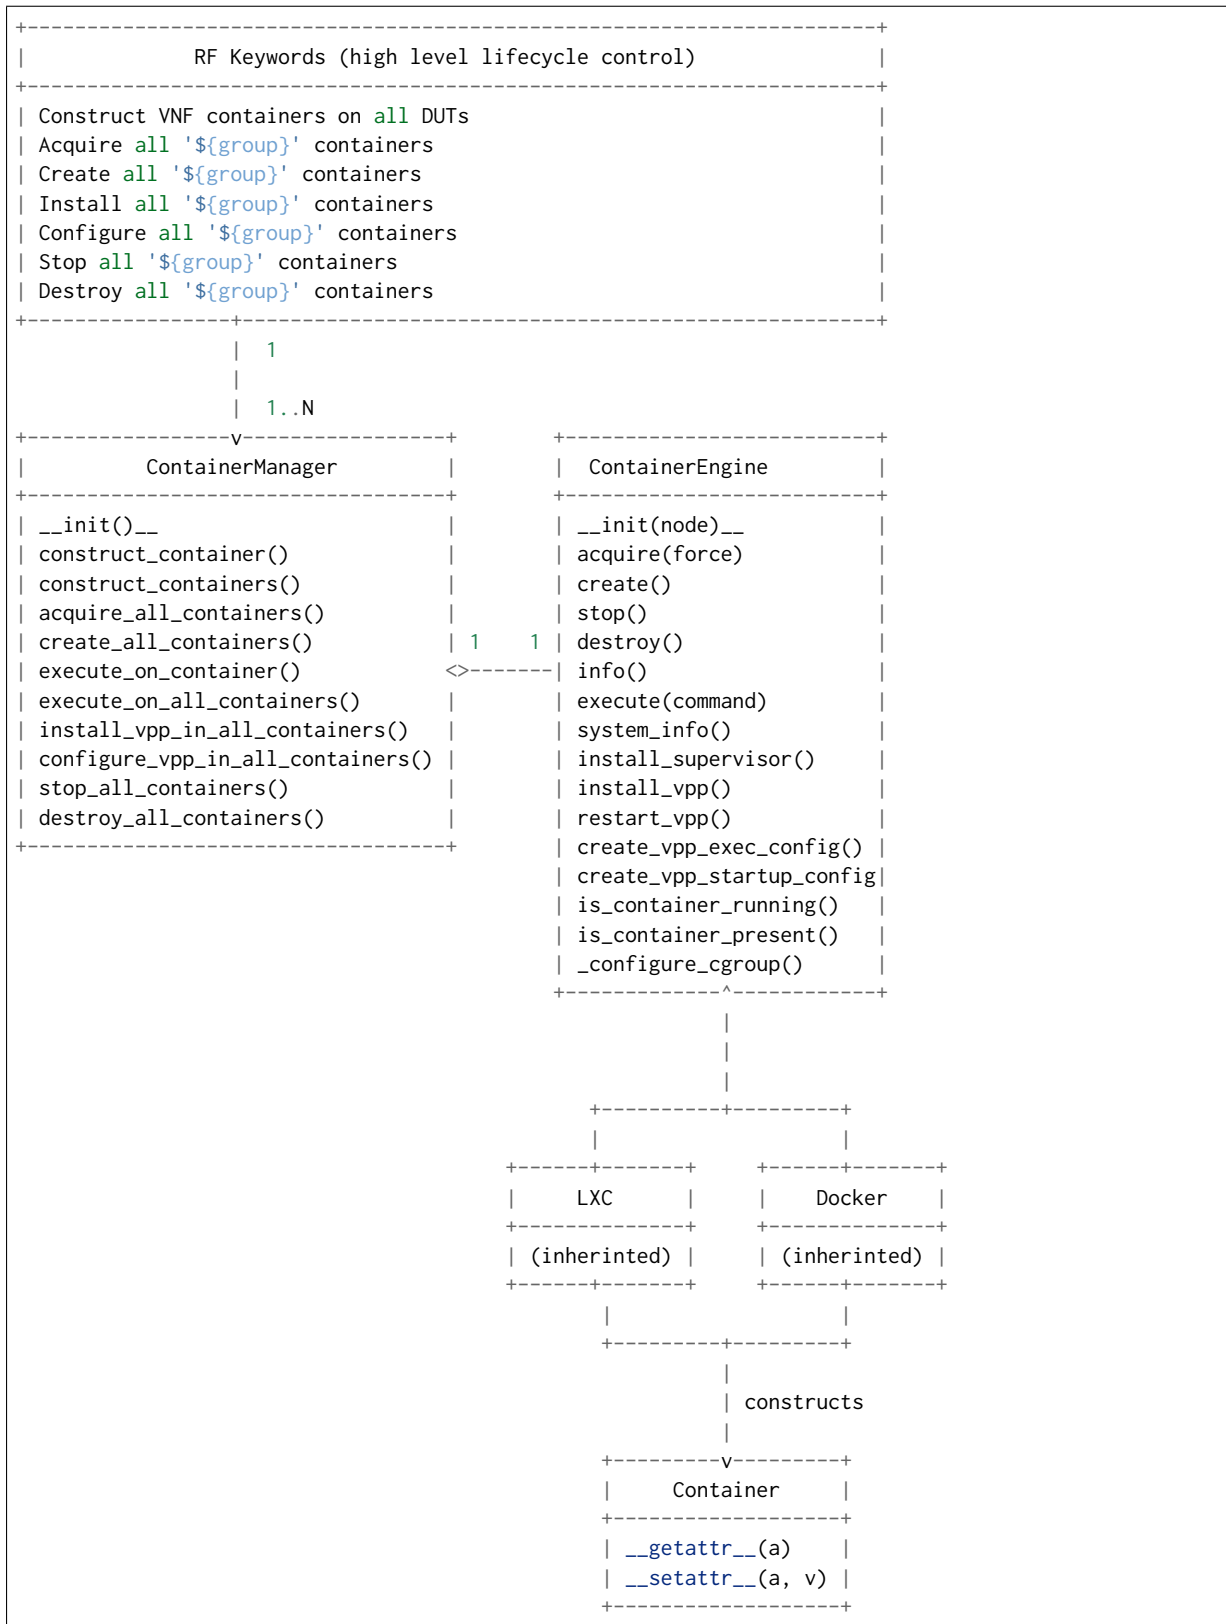 RF Keywords (high level lifecycle control)
Construct VNF containers on all DUTs
Acquire all '${group}' containers
Create all '${group}' containers
Install all '${group}' containers
Configure all '${group}' containers
Stop all '${group}' containers
Destroy all '${group}' containers
1
1..N
v
ContainerManager
__init()__
construct_container()
construct_containers()
acquire_all_containers()
create_all_containers()
execute_on_container()
execute_on_all_containers()
install_vpp_in_all_containers()
configure_vpp_in_all_containers()
stop_all_containers()
destroy_all_containers()
1 1
<>
ContainerEngine
__init(node)__
acquire(force)
create()
stop()
destroy()
info()
execute(command)
system_info()
install_supervisor()
install_vpp()
restart_vpp()
create_vpp_exec_config()
create_vpp_startup_config
is_container_running()
is_container_present()
_configure_cgroup()
^
LXC
(inherinted)
Docker
(inherinted)
constructs
v
Container
__getattr__(a)
__setattr__(a, v)